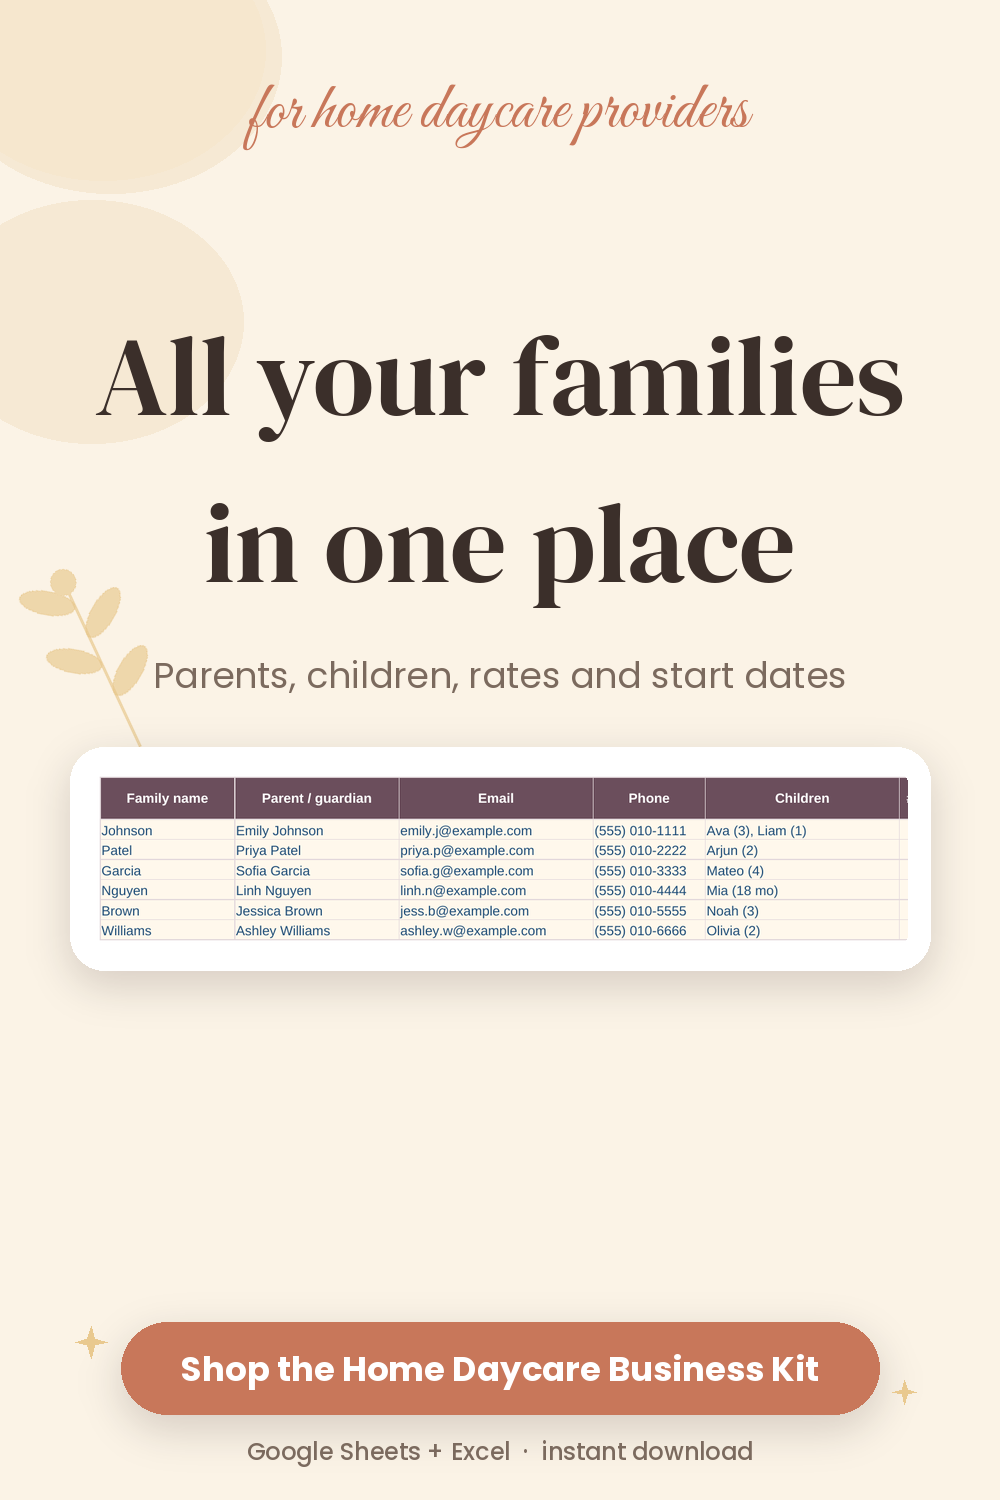 for home daycare providers
All your families
in one place
Parents, children, rates and start dates
Family name Parent / guardian Email Phone Children
Johnson Emily Johnson emily.j@example.com (555) 010-1111 Ava (3), Liam (1)
Patel Priya Patel priya.p@example.com (555) 010-2222 Arjun (2)
Garcia Sofia Garcia sofia.g@example.com (555) 010-3333 Mateo (4)
Nguyen Linh Nguyen linh.n@example.com (555) 010-4444 Mia (18 mo)
Brown Jessica Brown jess.b@example.com (555) 010-5555 Noah (3)
Williams Ashley Williams ashley.w@example.com (555) 010-6666 Olivia (2)
Shop the Home Daycare Business Kit
Google Sheets + Excel · instant download